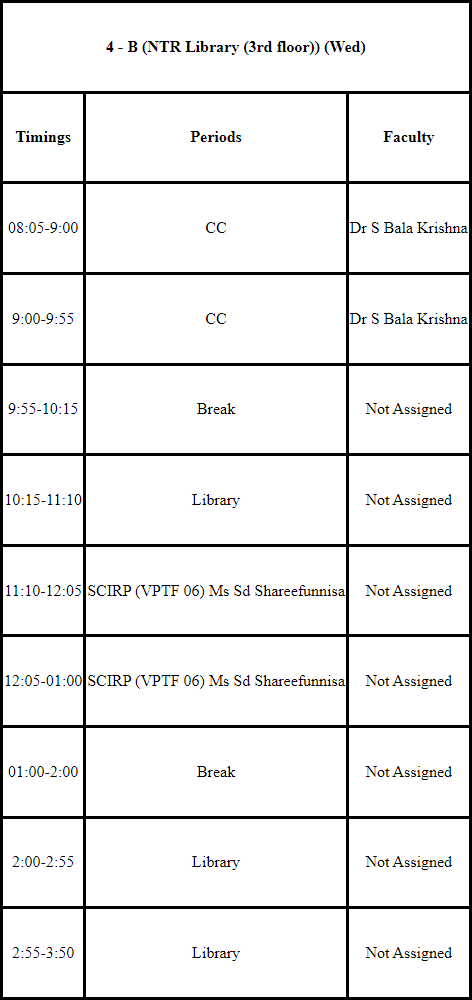 4 - B (NTR Library (3rd floor)) (Wed)
Timings Periods Faculty
08:05-9:00 CC Dr S Bala Krishna
9:00-9:55 CC Dr S Bala Krishna
9:55-10:15 Break Not Assigned
10:15-11:10 Library Not Assigned
11:10-12:05 SCIRP (VPTF 06) Ms Sd Shareefunnisa Not Assigned
12:05-01:00 SCIRP (VPTF 06) Ms Sd Shareefunnisa Not Assigned
01:00-2:00 Break Not Assigned
2:00-2:55 Library Not Assigned
2:55-3:50 Library Not Assigned